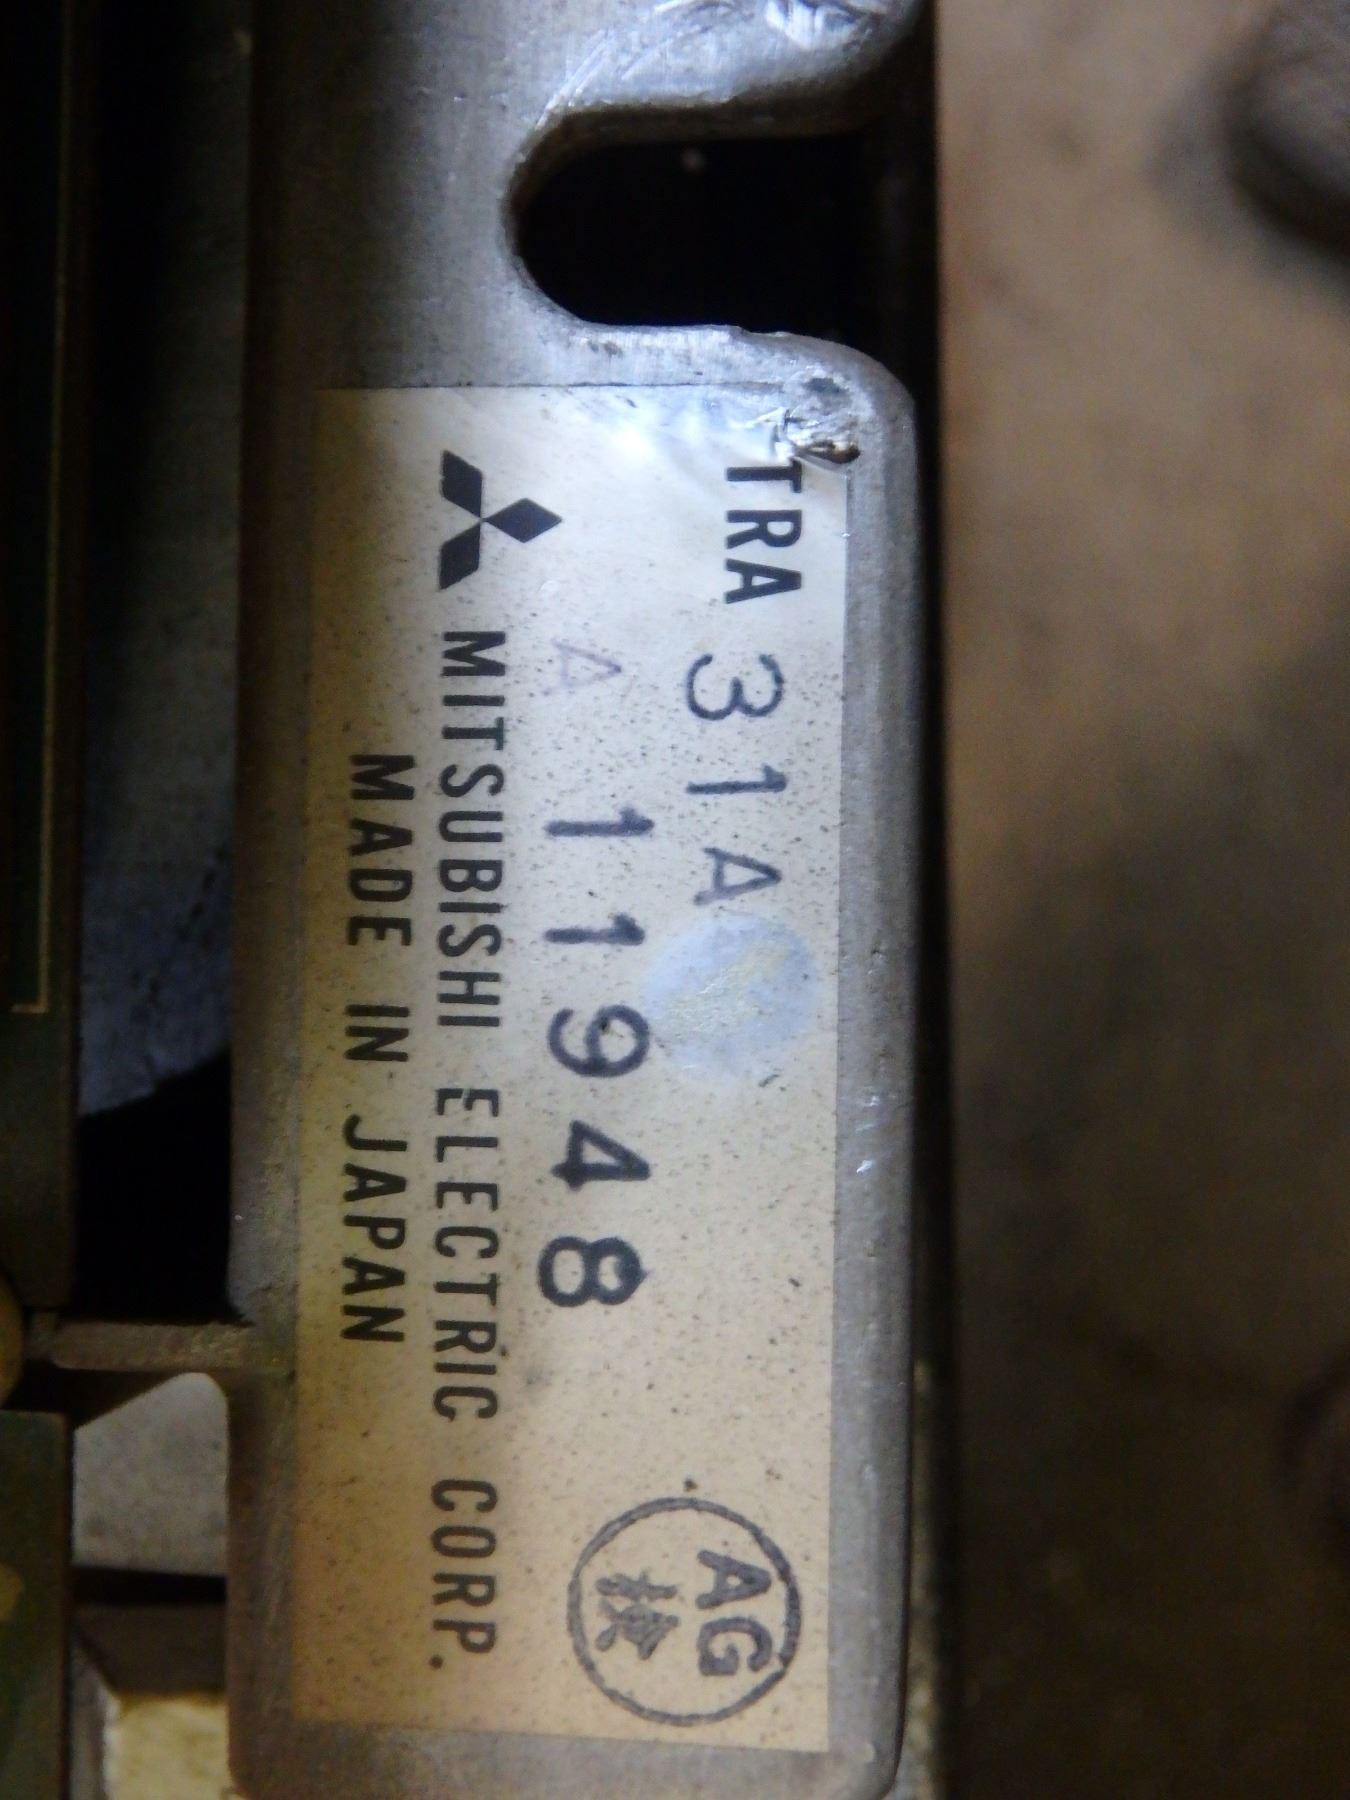 TRA 31A
A 11948
MITSUBISHI ELECTRIC CORP.
MADE IN JAPAN
AG
検